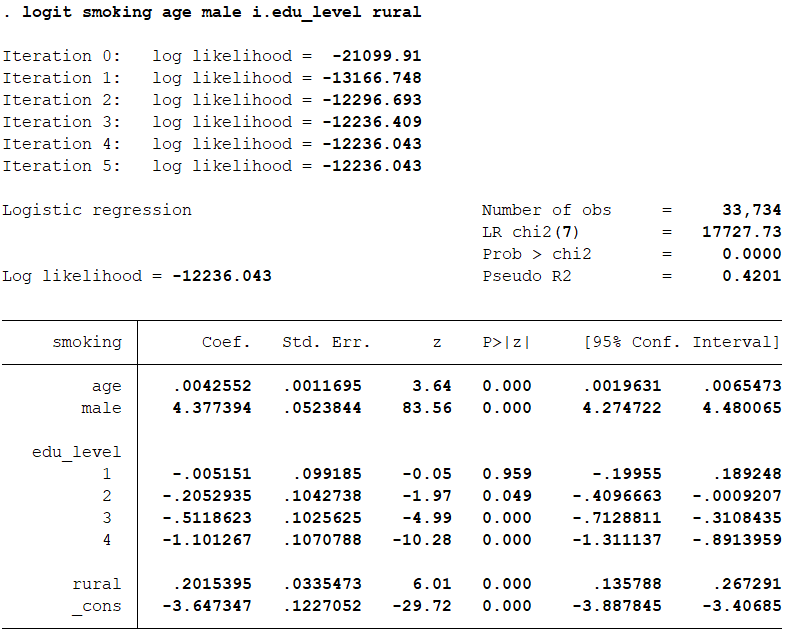 . logit smoking age male i.edu_level rural
Iteration 0:   log likelihood =  -21099.91
Iteration 1:   log likelihood = -13166.748
Iteration 2:   log likelihood = -12296.693
Iteration 3:   log likelihood = -12236.409
Iteration 4:   log likelihood = -12236.043
Iteration 5:   log likelihood = -12236.043
Logistic regression                             Number of obs     =     33,734
LR chi2(7)        =   17727.73
Prob > chi2       =     0.0000
Log likelihood = -12236.043                     Pseudo R2         =     0.4201
smoking |      Coef.   Std. Err.      z    P>|z|     [95% Conf. Interval]
age |   .0042552   .0011695     3.64   0.000     .0019631    .0065473
male |   4.377394   .0523844    83.56   0.000     4.274722    4.480065
edu_level |
1 |   -.005151    .099185    -0.05   0.959      -.19955     .189248
2 |  -.2052935   .1042738    -1.97   0.049    -.4096663   -.0009207
3 |  -.5118623   .1025625    -4.99   0.000    -.7128811   -.3108435
4 |  -1.101267   .1070788   -10.28   0.000    -1.311137   -.8913959
rural |   .2015395   .0335473     6.01   0.000      .135788     .267291
_cons |  -3.647347   .1227052   -29.72   0.000    -3.887845    -3.40685